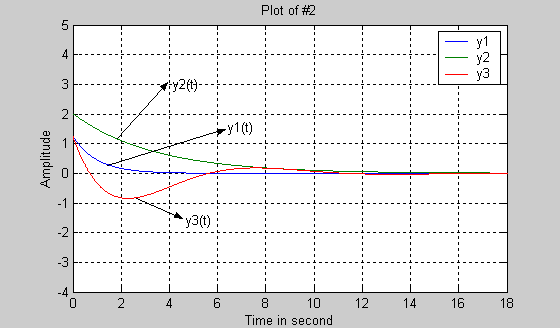 Plot of #2
5
4
3
2
1
0
-1
-2
-3
-4
Amplitude
y1
y2
y3
y2(t)
y1(t)
y3(t)
0 2 4 6 8 10 12 14 16 18
Time in second